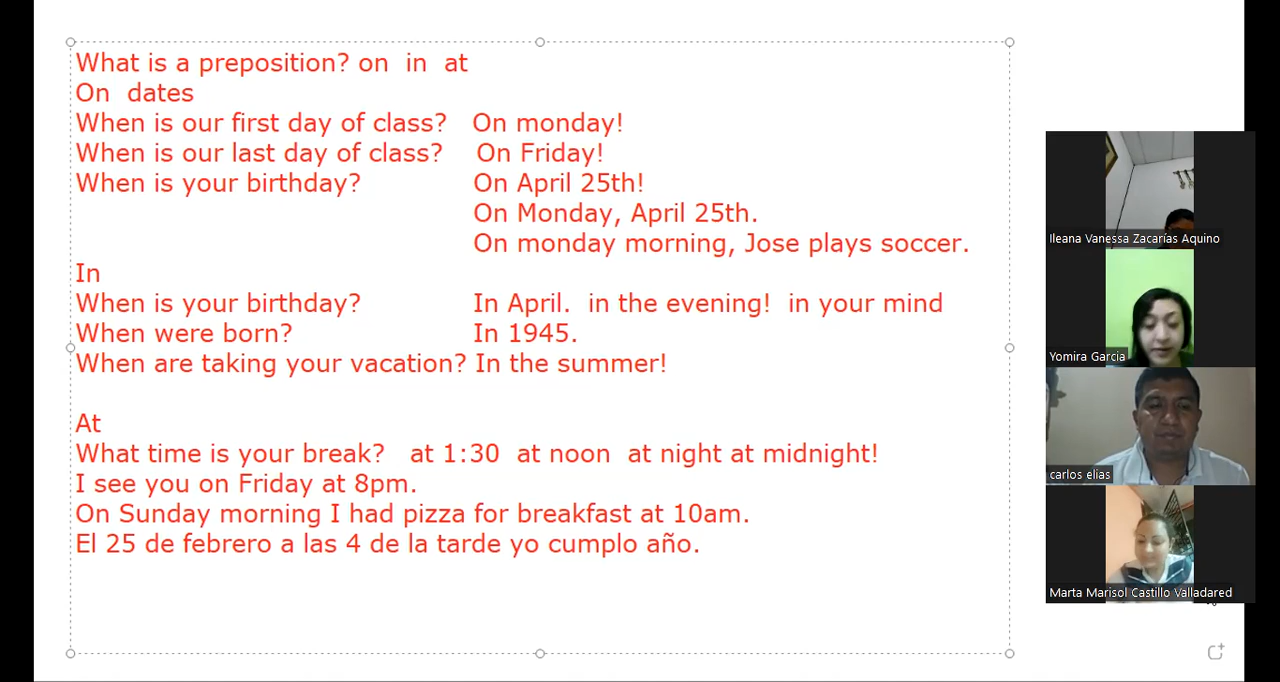 What is a preposition? on in at
On dates
When is our first day of class? On monday!
When is our last day of class? On Friday!
When is your birthday? On April 25th!
On Monday, April 25th.
On monday morning, Jose plays soccer.
In
When is your birthday? In April. in the evening! in your mind
When were born? In 1945.
When are taking your vacation? In the summer!
At
What time is your break? at 1:30 at noon at night at midnight!
I see you on Friday at 8pm.
On Sunday morning I had pizza for breakfast at 10am.
El 25 de febrero a las 4 de la tarde yo cumplo año.
Ileana Vanessa Zacarías Aquino
Yomira Garcia
carlos elias
Marta Marisol Castillo Valladared